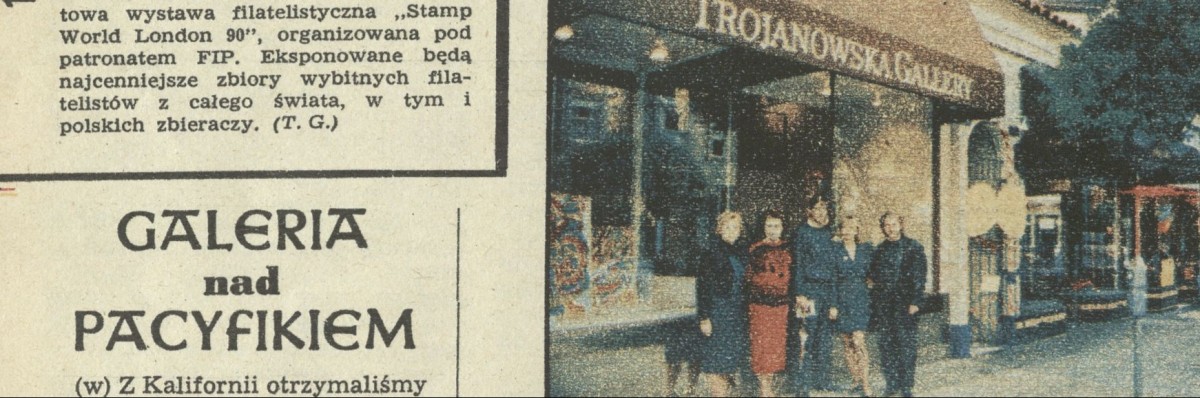 towa wystawa filatelistyczna „Stamp
World London 90”, organizowana pod
patronatem FIP. Eksponowane będą
najcenniejsze zbiory wybitnych fila-
telistów z całego świata, w tym i
polskich zbieraczy. (T. G.)
GALERIA
nad
PACYFIKIEM
(w) Z Kalifornii otrzymaliśmy
TROJANOWSKA GALLERY